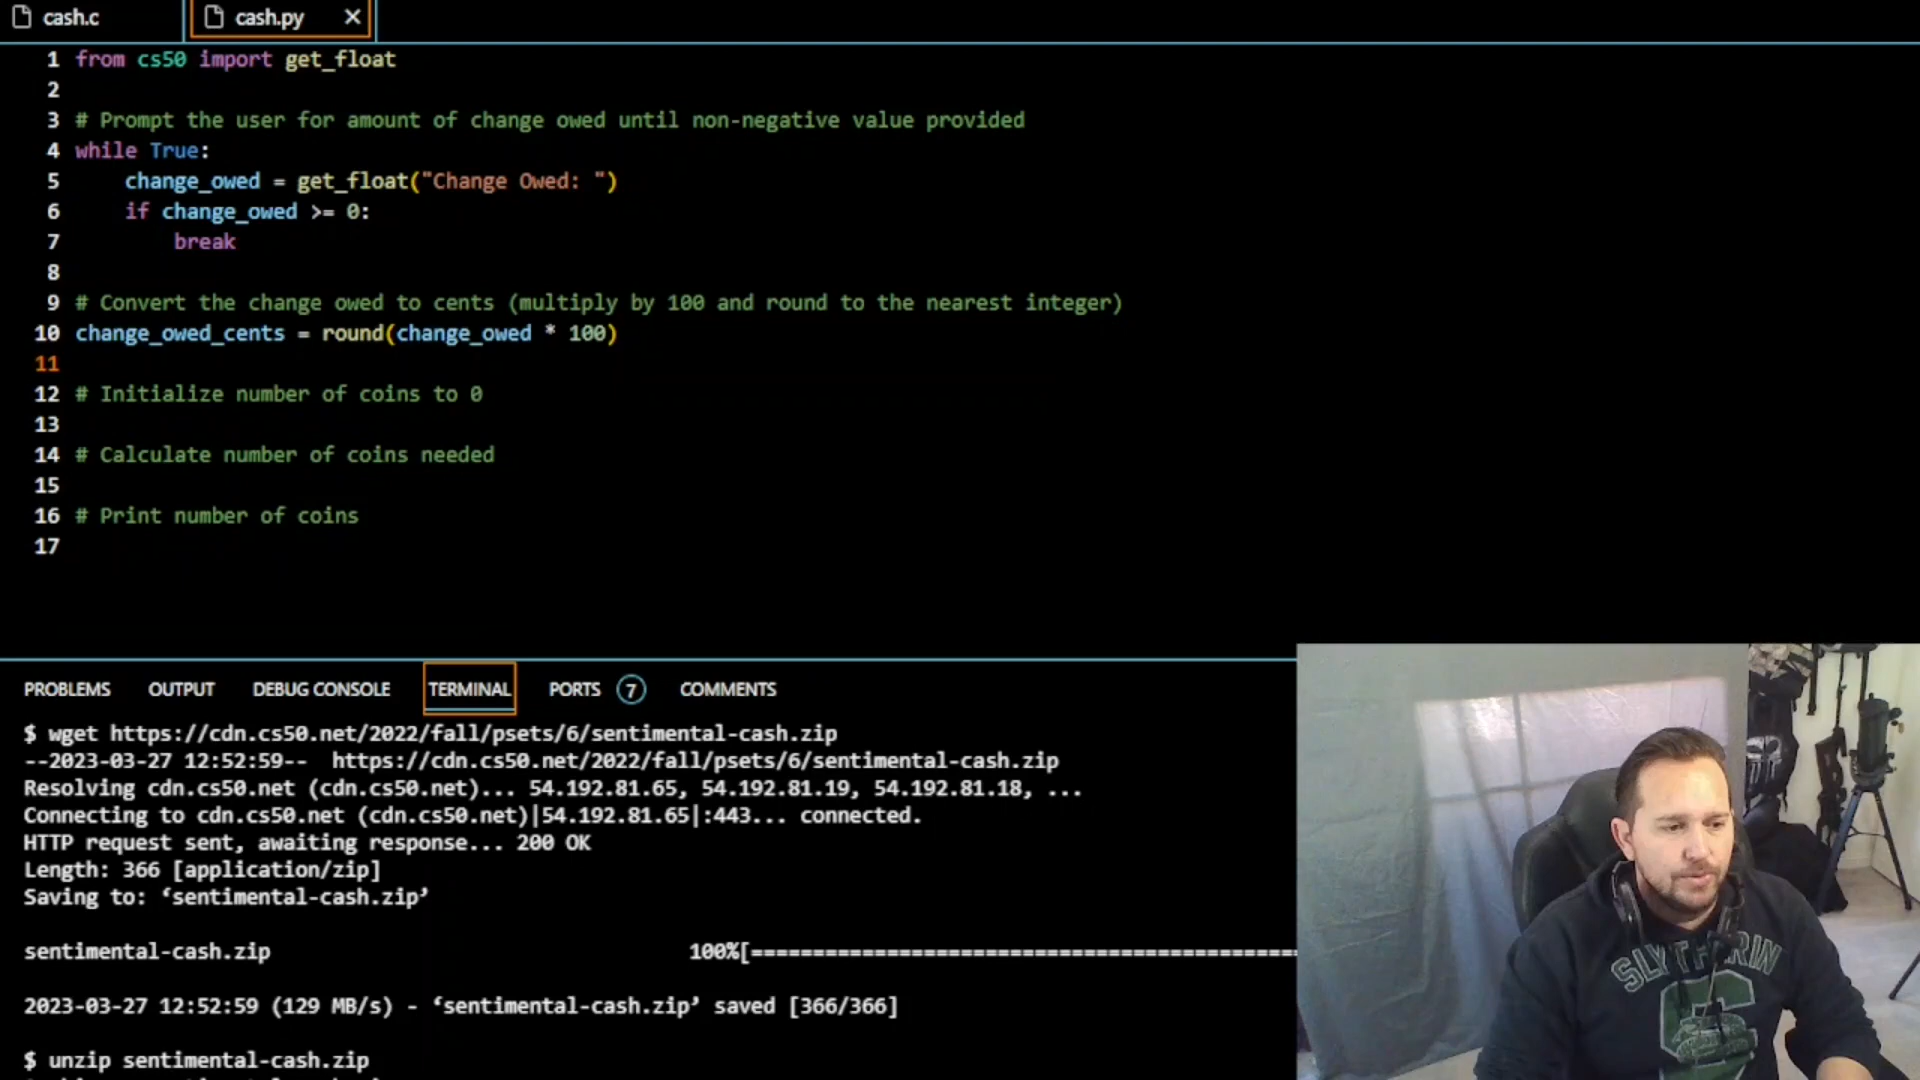 cash.c
cash.py
1 from cs50 import get_float
2
3 # Prompt the user for amount of change owed until non-negative value provided
4 while True:
5     change_owed = get_float("Change Owed: ")
6     if change_owed >= 0:
7         break
8
9 # Convert the change owed to cents (multiply by 100 and round to the nearest integer)
10 change_owed_cents = round(change_owed * 100)
11
12 # Initialize number of coins to 0
13
14 # Calculate number of coins needed
15
16 # Print number of coins
17
PROBLEMS OUTPUT DEBUG CONSOLE TERMINAL PORTS 7 COMMENTS
$ wget https://cdn.cs50.net/2022/fall/psets/6/sentimental-cash.zip
--2023-03-27 12:52:59--  https://cdn.cs50.net/2022/fall/psets/6/sentimental-cash.zip
Resolving cdn.cs50.net (cdn.cs50.net)... 54.192.81.65, 54.192.81.19, 54.192.81.18, ...
Connecting to cdn.cs50.net (cdn.cs50.net)|54.192.81.65|:443... connected.
HTTP request sent, awaiting response... 200 OK
Length: 366 [application/zip]
Saving to: ‘sentimental-cash.zip’
sentimental-cash.zip 100%[============================================
2023-03-27 12:52:59 (129 MB/s) - ‘sentimental-cash.zip’ saved [366/366]
$ unzip sentimental-cash.zip
SLYTHERIN